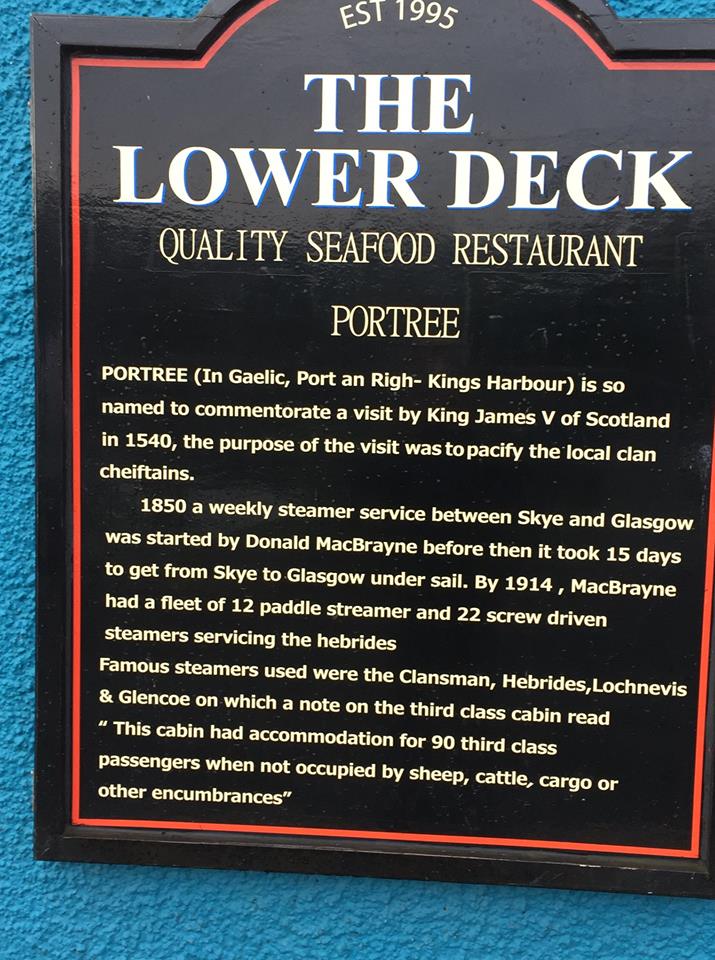 EST 1995
THE
LOWER DECK
QUALITY SEAFOOD RESTAURANT
PORTREE
PORTREE (In Gaelic, Port an Righ- Kings Harbour) is so
named to commentorate a visit by King James V of Scotland
in 1540, the purpose of the visit was to pacify the local clan
cheiftains.
1850 a weekly steamer service between Skye and Glasgow
was started by Donald MacBrayne before then it took 15 days
to get from Skye to Glasgow under sail. By 1914 , MacBrayne
had a fleet of 12 paddle streamer and 22 screw driven
steamers servicing the hebrides
Famous steamers used were the Clansman, Hebrides,Lochnevis
& Glencoe on which a note on the third class cabin read
“ This cabin had accommodation for 90 third class
passengers when not occupied by sheep, cattle, cargo or
other encumbrances”